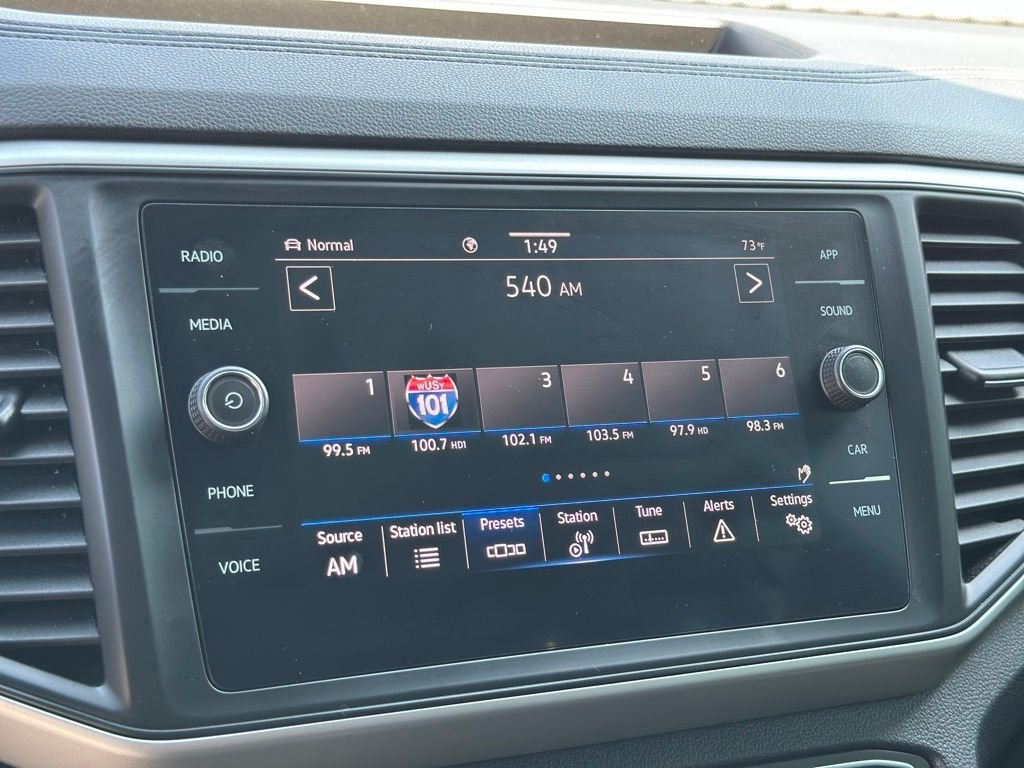 RADIO
MEDIA
PHONE
VOICE
Normal 1:49 73°F
540 AM
1 3 4 5 6
WUSY
101
99.5 FM 100.7 HD1 102.1 FM 103.5 FM 97.9 HD 98.3 FM
Source Station list Presets Station Tune Alerts Settings
AM
APP
SOUND
CAR
MENU